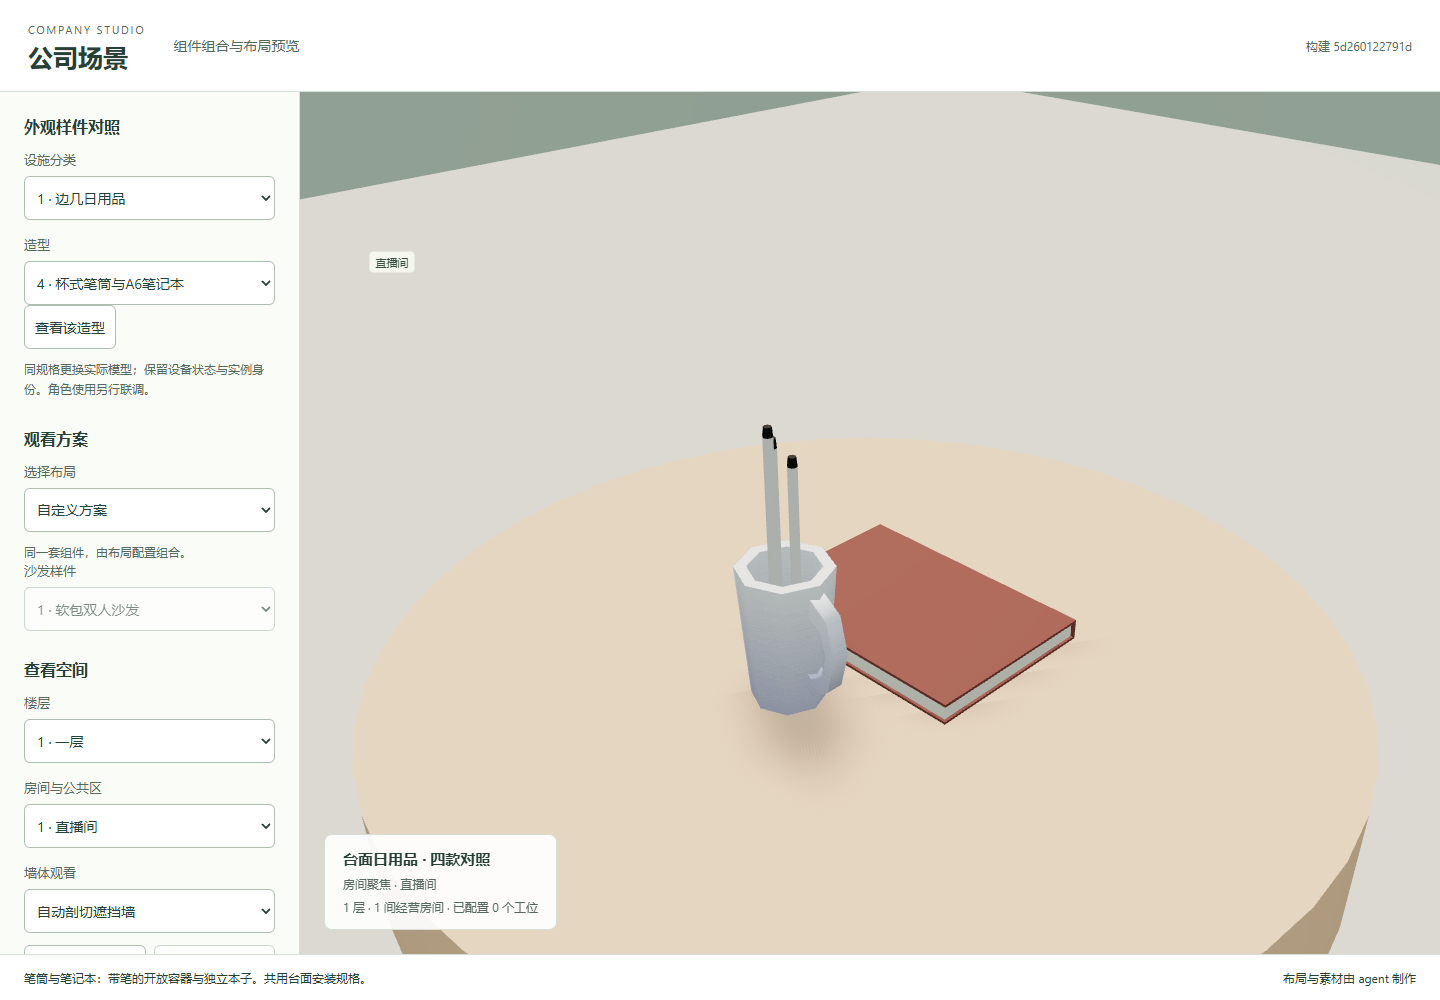 COMPANY STUDIO
公司场景
组件组合与布局预览
构建 5d260122791d
外观样件对照
设施分类
1 · 边几日用品
造型
4 · 杯式笔筒与A6笔记本
查看该造型
同规格更换实际模型；保留设备状态与实例身
份。角色使用另行联调。
观看方案
选择布局
自定义方案
同一套组件，由布局配置组合。
沙发样件
1 · 软包双人沙发
查看空间
楼层
1 · 一层
房间与公共区
1 · 直播间
墙体观看
自动剖切遮挡墙
直播间
台面日用品 · 四款对照
房间聚焦 · 直播间
1 层 · 1 间经营房间 · 已配置 0 个工位
笔筒与笔记本：带笔的开放容器与独立本子。共用台面安装规格。
布局与素材由 agent 制作